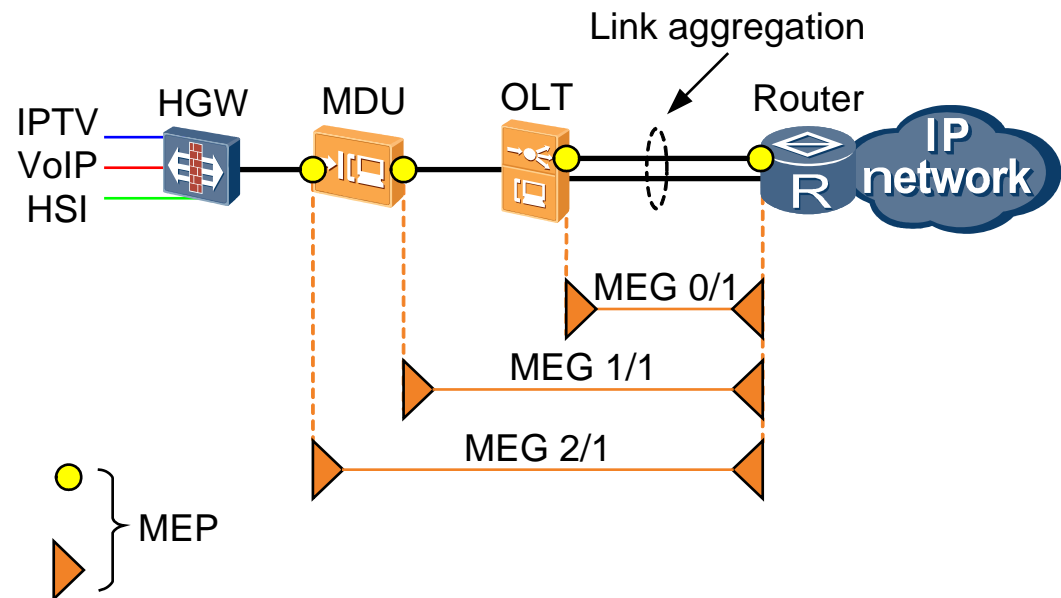 Link aggregation
HGW
MDU
OLT
Router
IPTV
VoIP
HSI
IP
network
R
MEG 0/1
MEG 1/1
MEG 2/1
MEP